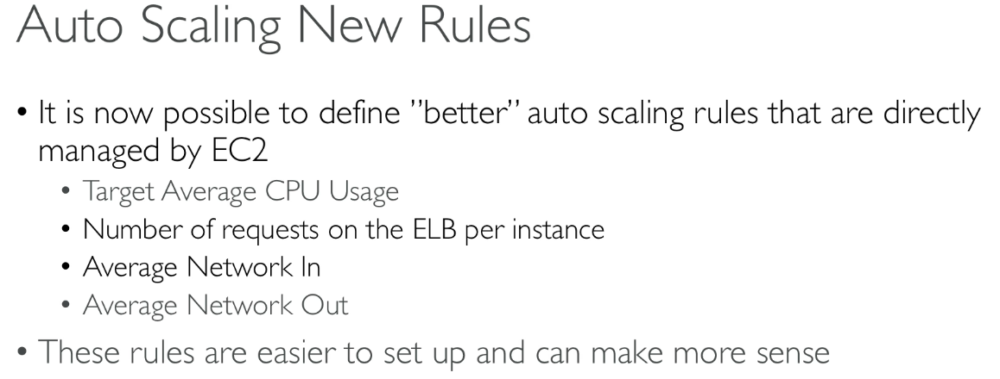 Auto Scaling New Rules
• It is now possible to define ”better” auto scaling rules that are directly
managed by EC2
• Target Average CPU Usage
• Number of requests on the ELB per instance
• Average Network In
• Average Network Out
• These rules are easier to set up and can make more sense